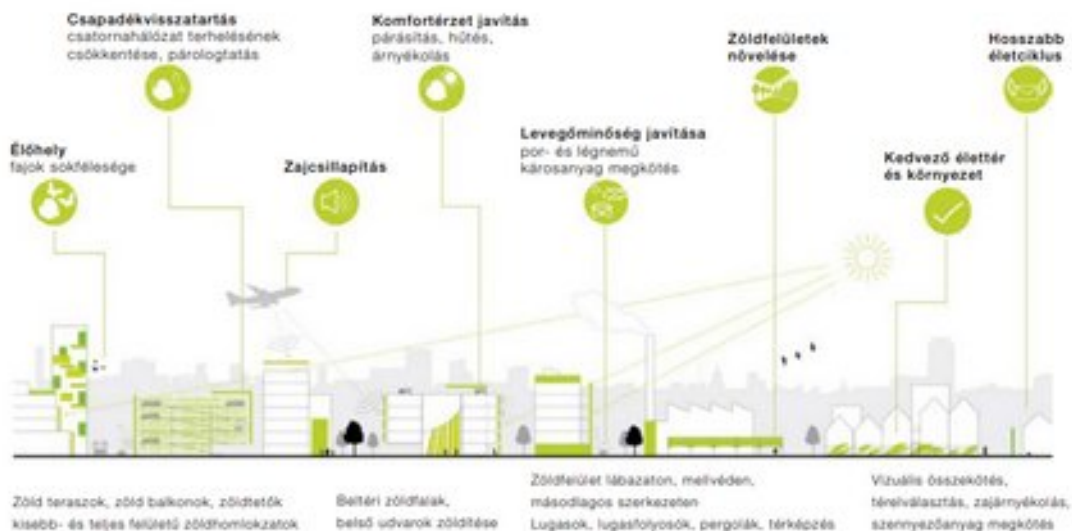 Csapadékvisszatartás
csatornahálózat terhelésének
csökkentése, párologtatás
Komfortérzet javítás
párásítás, hűtés,
árnyékolás
Zöldfelületek
növelése
Hosszabb
életciklus
Élőhely
fajok sokfélesége
Zajcsillapítás
Levegőminőség javítása
por- és légnemű
károsanyag megkötés
Kedvező élettér
és környezet
Zöld teraszok, zöld balkonok, zöldtetők
kisebb- és teljes felületű zöldhomlokzatok
Beltéri zöldfalak,
belső udvarok zöldítése
Zöldfelület lábazaton, mellvéden,
másodlagos szerkezeten
Lugasok, lugasfolyosók, pergolák, térképzés
Vizuális összekötés,
térelválasztás, zajárnyékolás,
szennyezőanyag megkötés